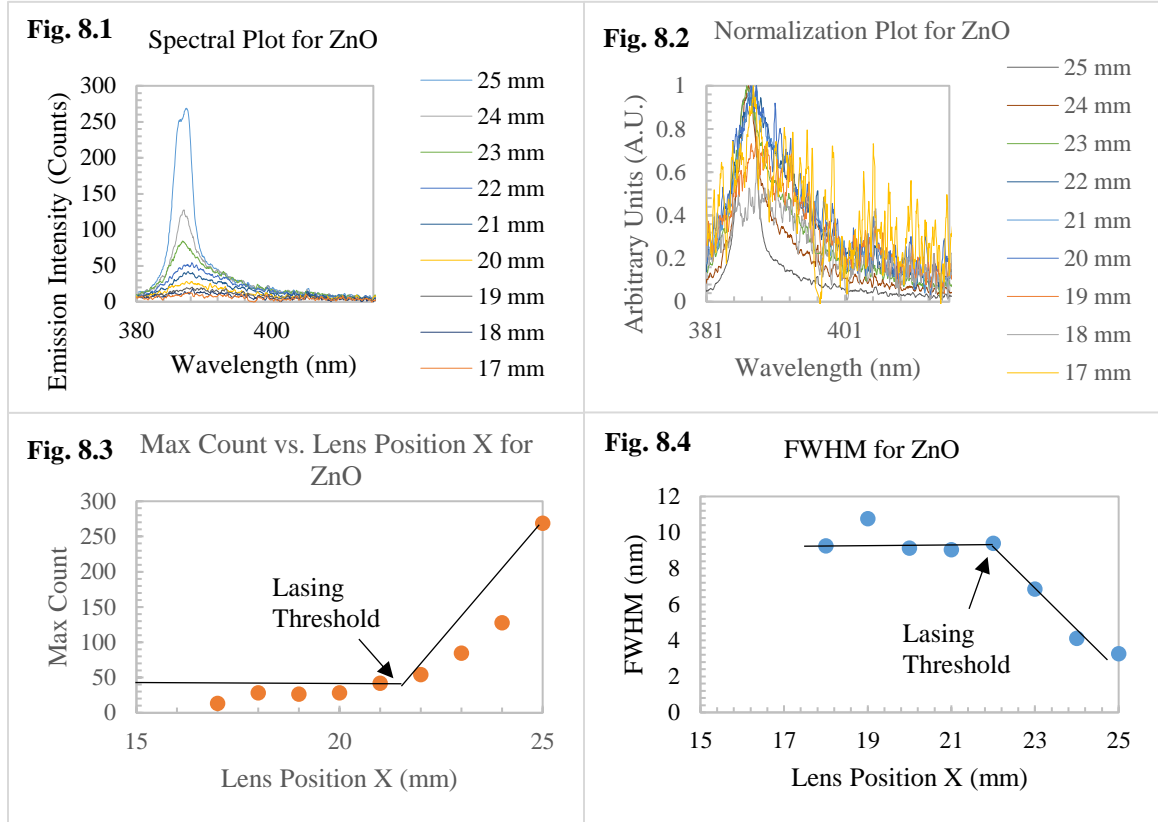 Fig. 8.1
Spectral Plot for ZnO
Emission Intensity (Counts)
300
250
200
150
100
50
0
380
400
Wavelength (nm)
25 mm
24 mm
23 mm
22 mm
21 mm
20 mm
19 mm
18 mm
17 mm
Fig. 8.2
Normalization Plot for ZnO
Arbitrary Units (A.U.)
1
0.8
0.6
0.4
0.2
0
381
401
Wavelength (nm)
25 mm
24 mm
23 mm
22 mm
21 mm
20 mm
19 mm
18 mm
17 mm
Fig. 8.3
Max Count vs. Lens Position X for
ZnO
Max Count
300
250
200
150
100
50
0
Lasing
Threshold
15
20
25
Lens Position X (mm)
Fig. 8.4
FWHM for ZnO
FWHM (nm)
12
10
8
6
4
2
0
Lasing
Threshold
15
17
19
21
23
25
Lens Position X (mm)